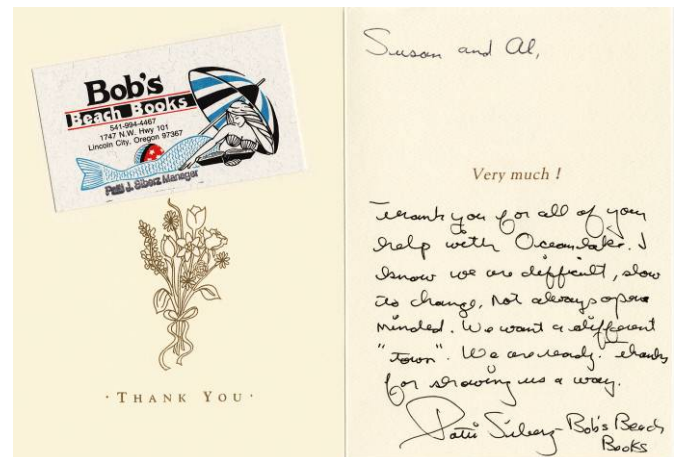 Bob's
Beach Books
541-994-4467
1747 N.W. Hwy 101
Lincoln City, Oregon 97367
Patti J. Siberz Manager
· THANK YOU ·
Susan and Al,
Very much !
Thank you for all of your
help with Oceanlake. I
know we are difficult, slow
to change, not always open
minded. We want a different
"town". We are ready. thanks
for showing us a way.
Patti Siberz - Bob's Beach
Books